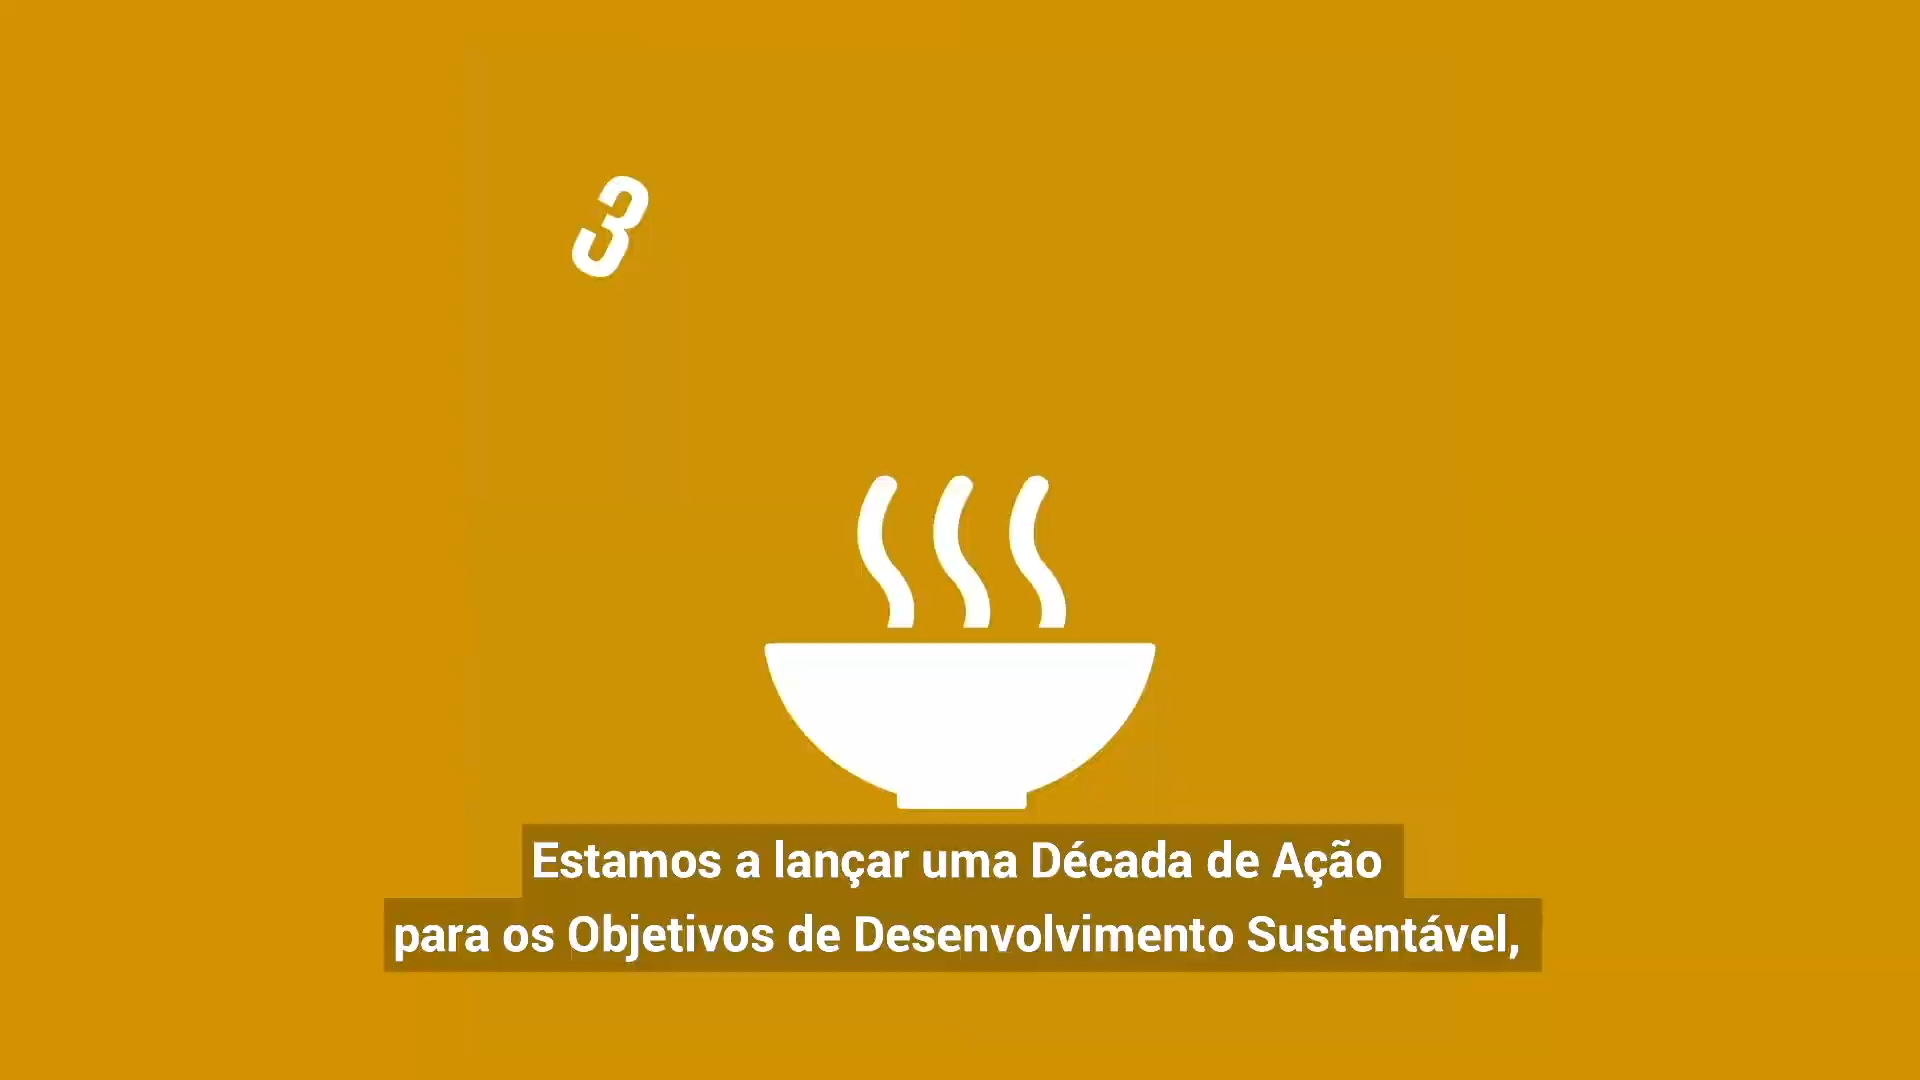 3
Estamos a lançar uma Década de Ação
para os Objetivos de Desenvolvimento Sustentável,